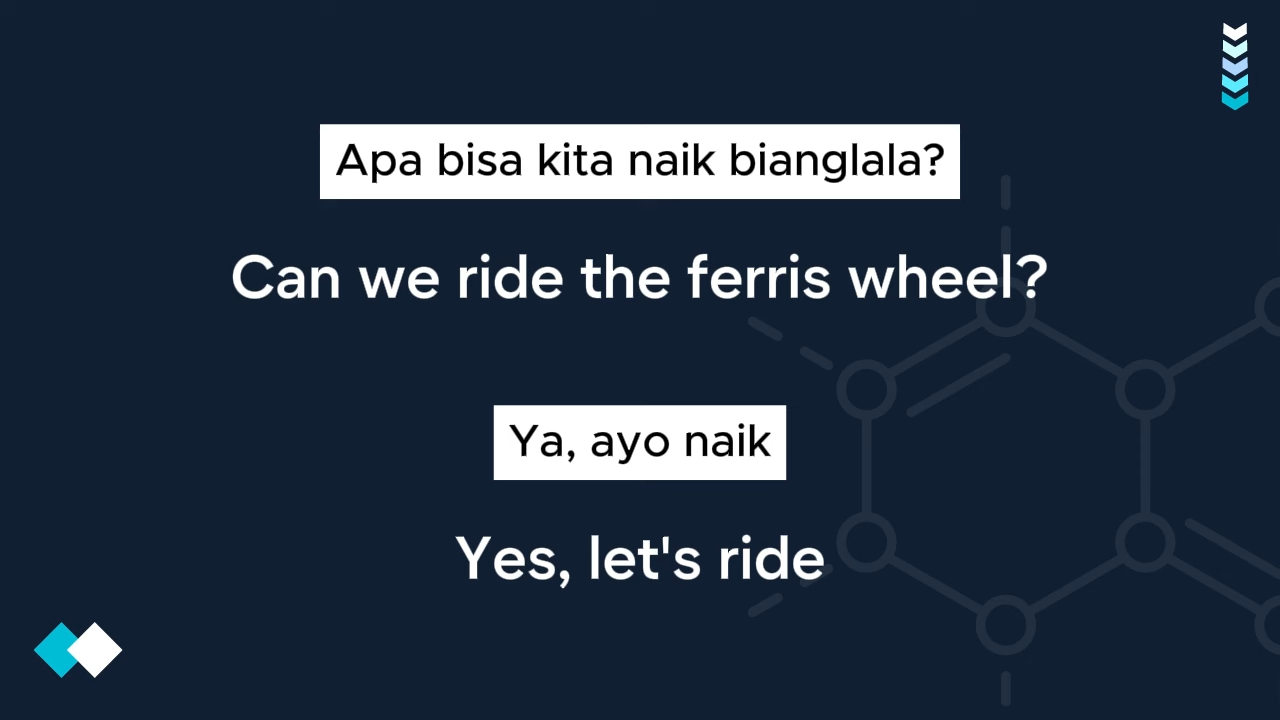 Apa bisa kita naik bianglala?
Can we ride the ferris wheel?
Ya, ayo naik
Yes, let's ride